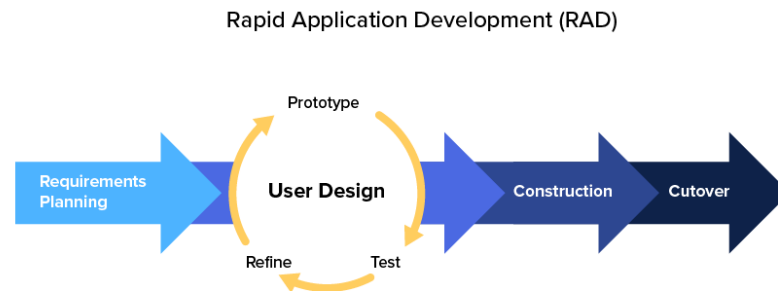 Rapid Application Development (RAD)
Prototype
Requirements
Planning
User Design
Construction
Cutover
Refine
Test